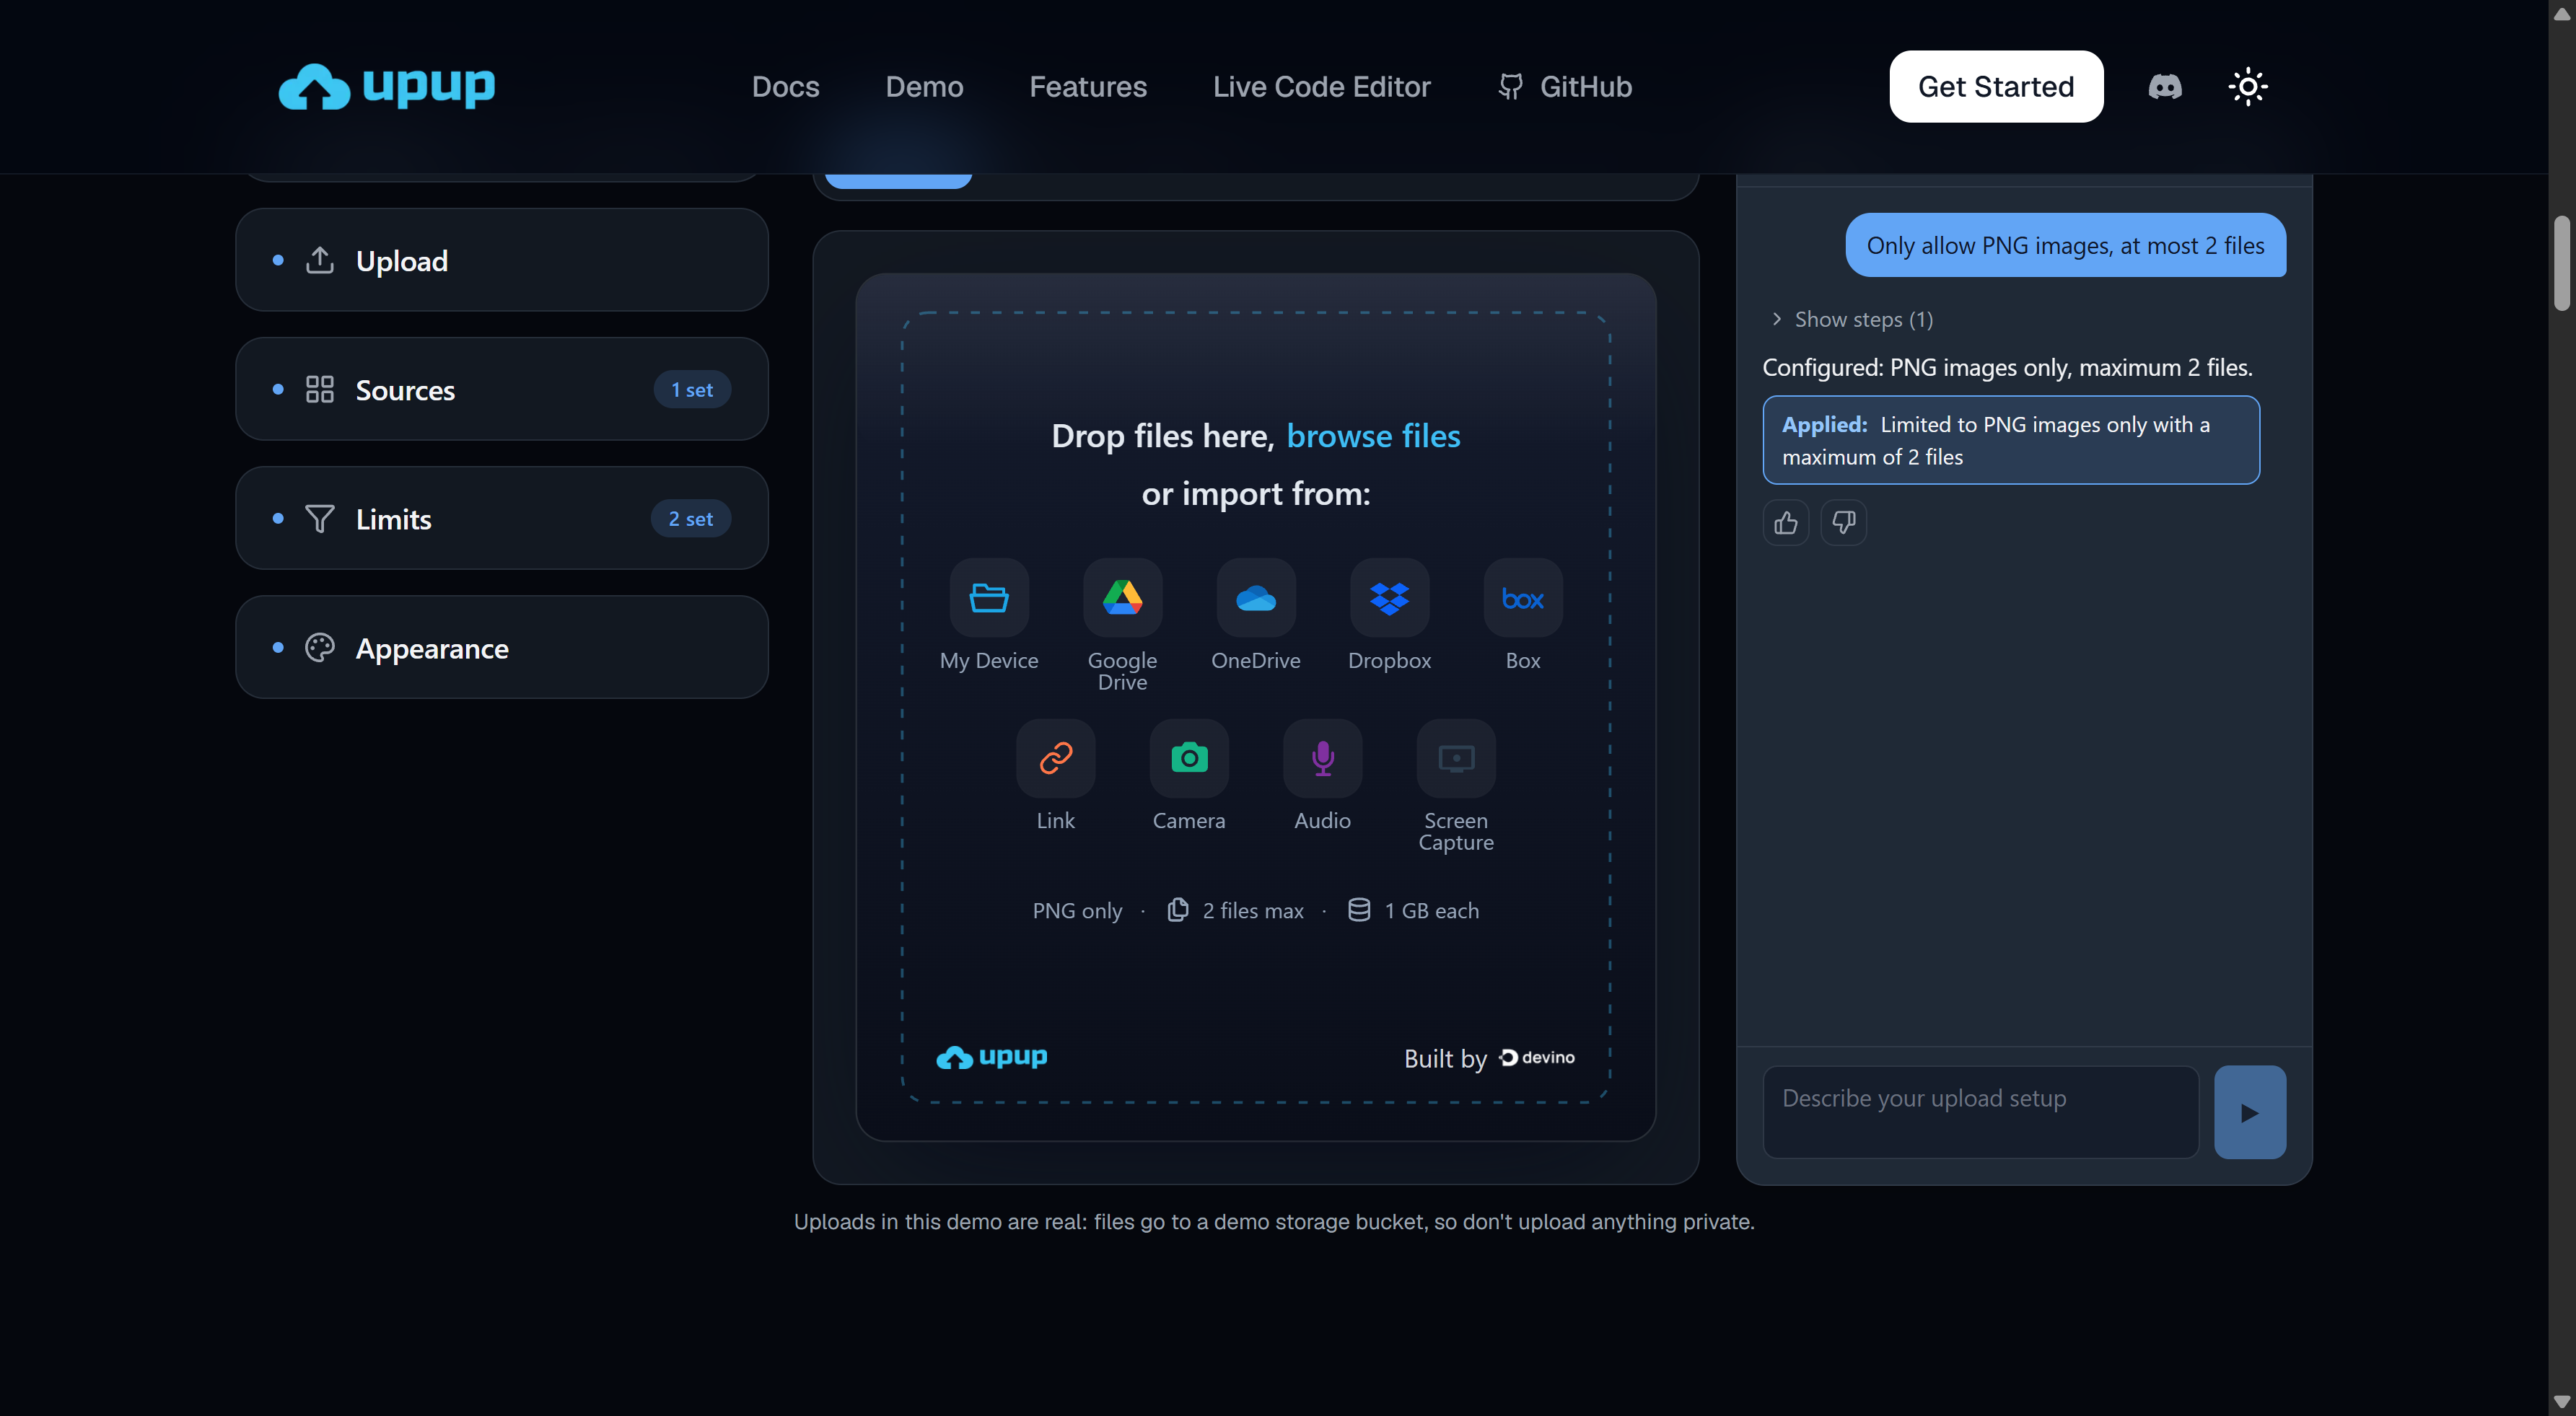 upup
Docs
Demo
Features
Live Code Editor
GitHub
Get Started
Upload
Sources
1 set
Limits
2 set
Appearance
Drop files here, browse files
or import from:
My Device
Google
Drive
OneDrive
Dropbox
box
Box
Link
Camera
Audio
Screen
Capture
PNG only · 2 files max · 1 GB each
upup
Built by devino
Only allow PNG images, at most 2 files
Show steps (1)
Configured: PNG images only, maximum 2 files.
Applied: Limited to PNG images only with a
maximum of 2 files
Describe your upload setup
Uploads in this demo are real: files go to a demo storage bucket, so don't upload anything private.